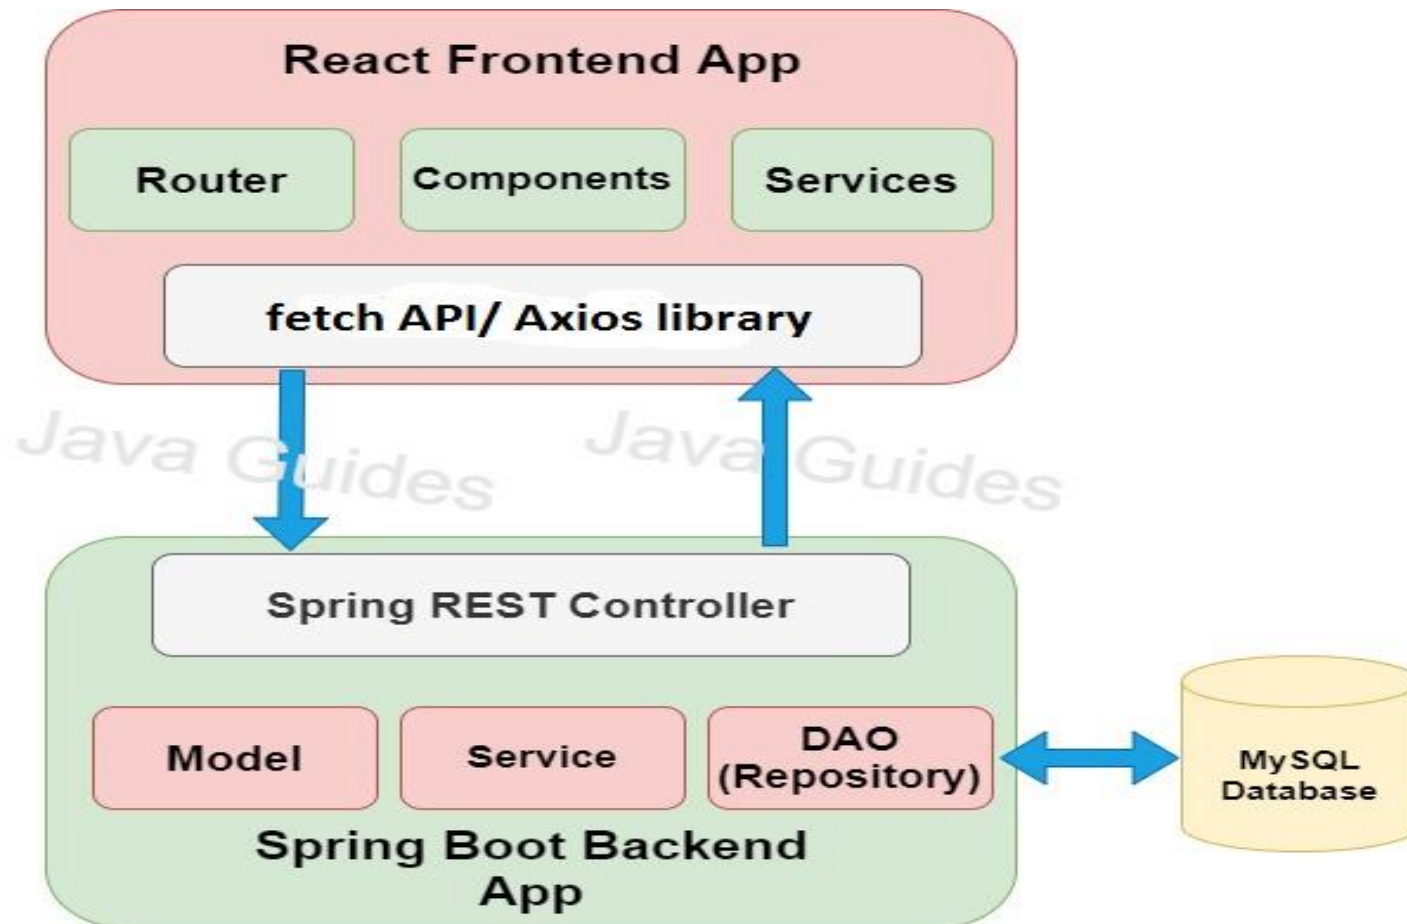 React Frontend App
Router
Components
Services
fetch API/ Axios library
Java Guides
Java Guides
Spring REST Controller
Model
Service
DAO
(Repository)
MySQL
Database
Spring Boot Backend
App